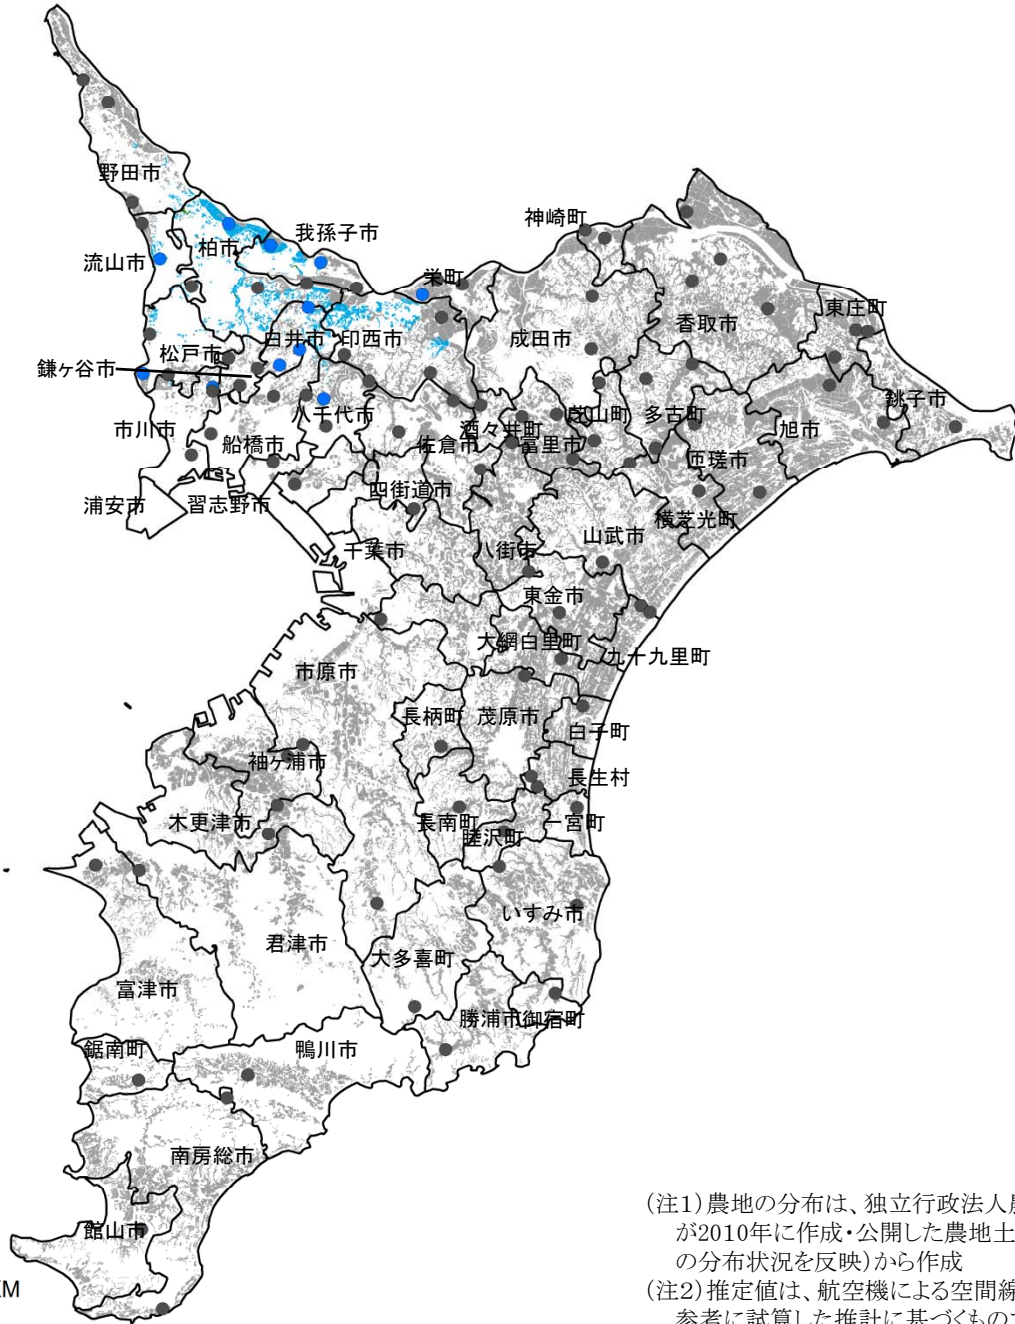 野田市
神崎町
我孫子市
柏市
流山市
栄町
東庄町
香取市
成田市
白井市
印西市
松戸市
鎌ヶ谷市
銚子市
八千代市
芝山町
多古町
市川市
船橋市
佐倉市
酒々井町
富里市
旭市
匝瑳市
浦安市
習志野市
四街道市
横芝光町
山武市
千葉市
八街市
東金市
大網白里町
九十九里町
市原市
長柄町
茂原市
白子町
袖ヶ浦市
長生村
木更津市
長南町
一宮町
睦沢町
いすみ市
君津市
大多喜町
富津市
勝浦市
御宿町
鋸南町
鴨川市
南房総市
館山市
(注1)農地の分布は、独立行政法人農
が2010年に作成・公開した農地土
の分布状況を反映)から作成
KM
(注2)推定値は、航空機による空間線
参考に試算した推計に基づくもので